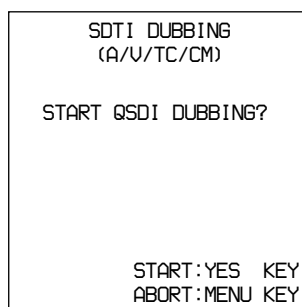 SDTI DUBBING
(A/V/TC/CM)
START QSDI DUBBING?
START:YES KEY
ABORT:MENU KEY